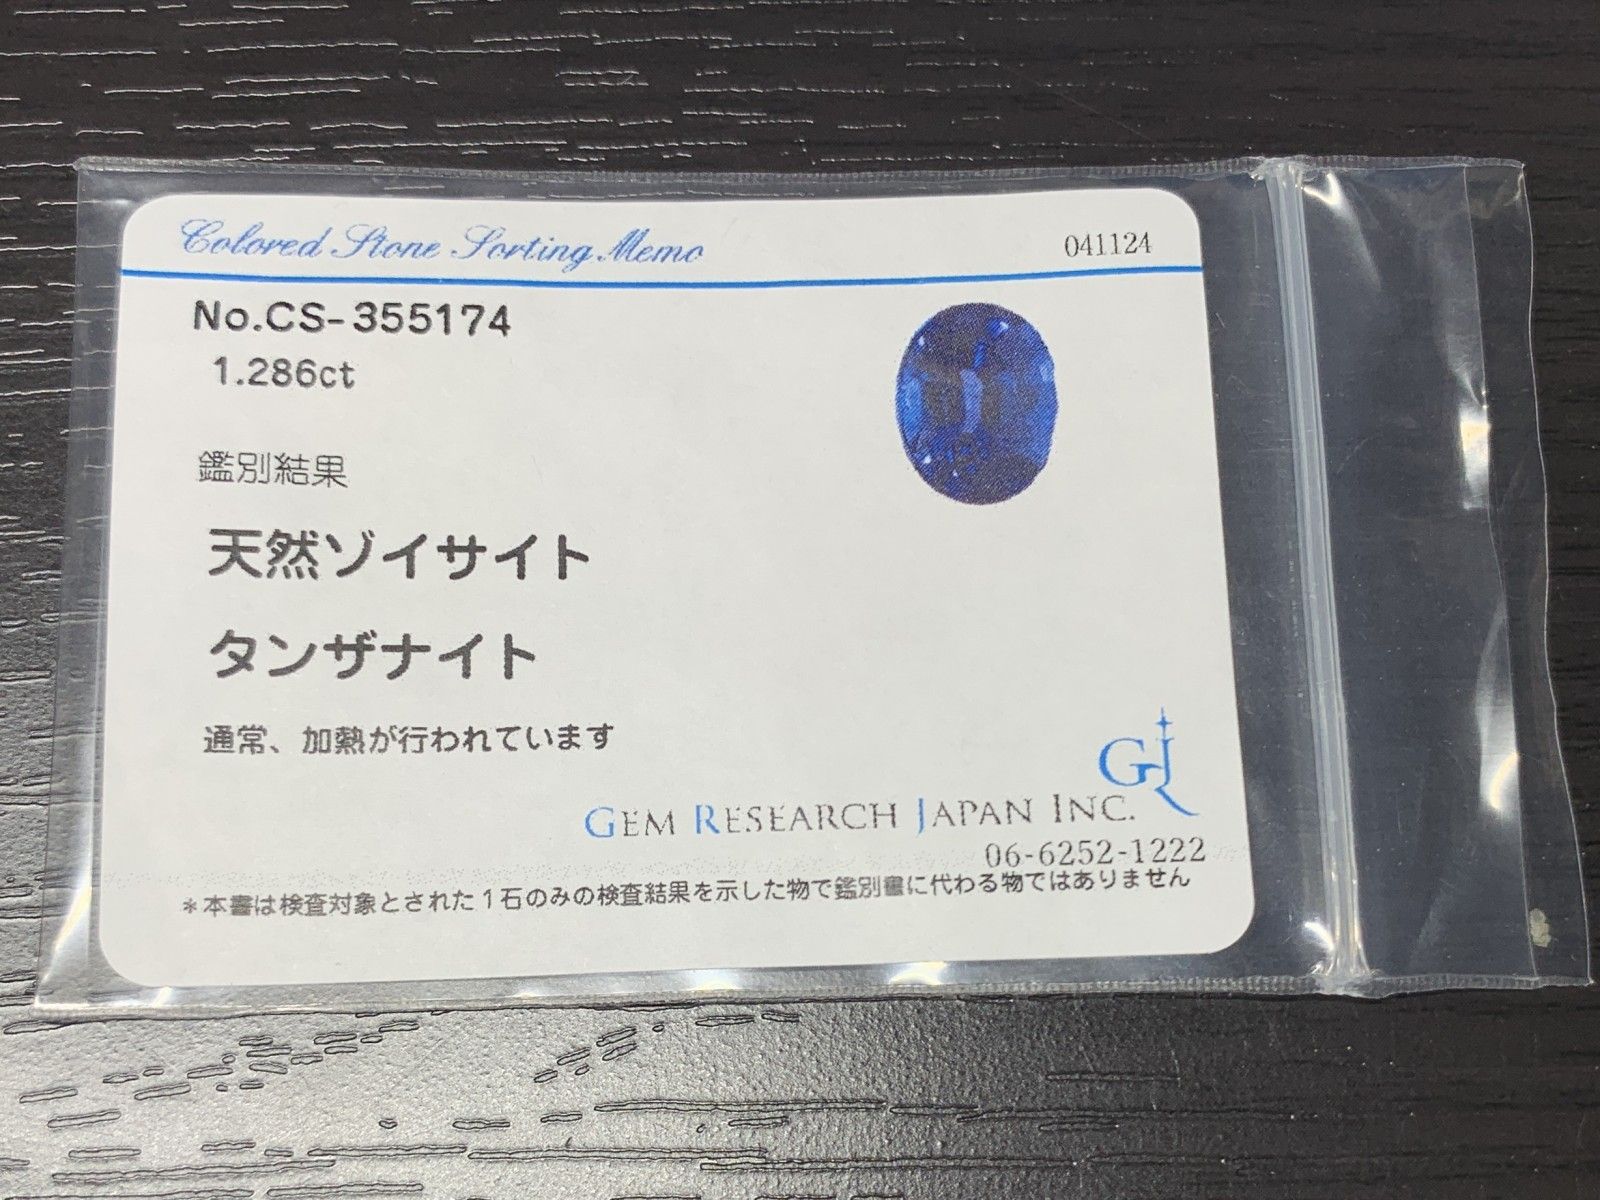 Colored Stone Sorting Memo 041124
No.CS-355174
1.286ct
鑑別結果
天然ゾイサイト
タンザナイト
通常、加熱が行われています
GJR
GEM RESEARCH JAPAN INC.
06-6252-1222
*本書は検査対象とされた1石のみの検査結果を示した物で鑑別書に代わる物ではありません